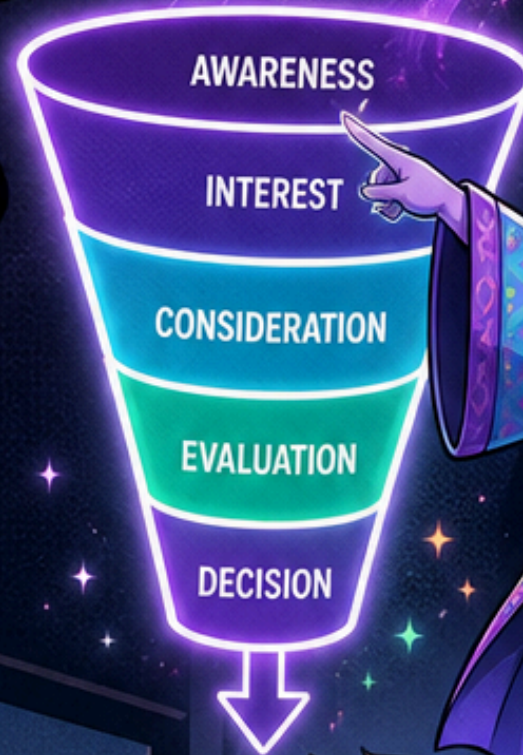 AWARENESS
INTEREST
CONSIDERATION
EVALUATION
DECISION